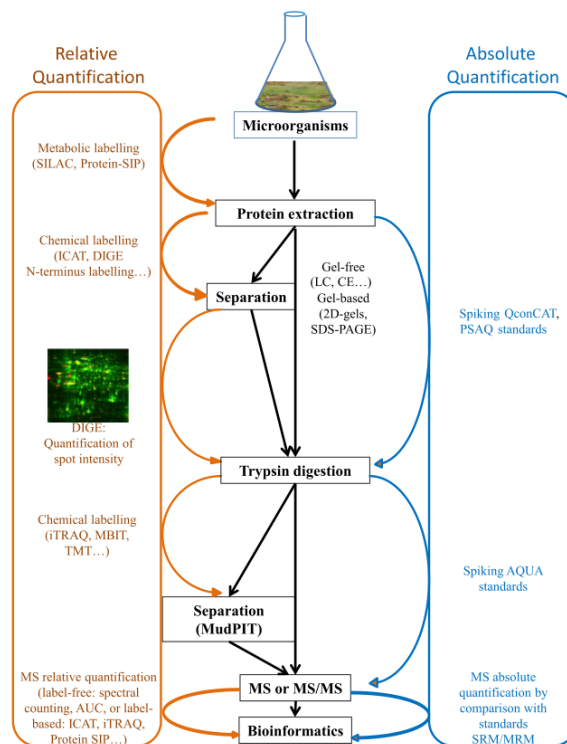 Relative
Quantification
Absolute
Quantification
Microorganisms
Metabolic labelling
(SILAC, Protein-SIP)
Protein extraction
Chemical labelling
(ICAT, DIGE
N-terminus labelling…)
Gel-free
(LC, CE…)
Gel-based
(2D-gels,
SDS-PAGE)
Separation
Spiking QconCAT,
PSAQ standards
DIGE:
Quantification of
spot intensity
Trypsin digestion
Chemical labelling
(iTRAQ, MBIT,
TMT…)
Spiking AQUA
standards
Separation
(MudPIT)
MS relative quantification
(label-free: spectral
counting, AUC, or label-
based: ICAT, iTRAQ,
Protein SIP…)
MS or MS/MS
Bioinformatics
MS absolute
quantification by
comparison with
standards
SRM/MRM